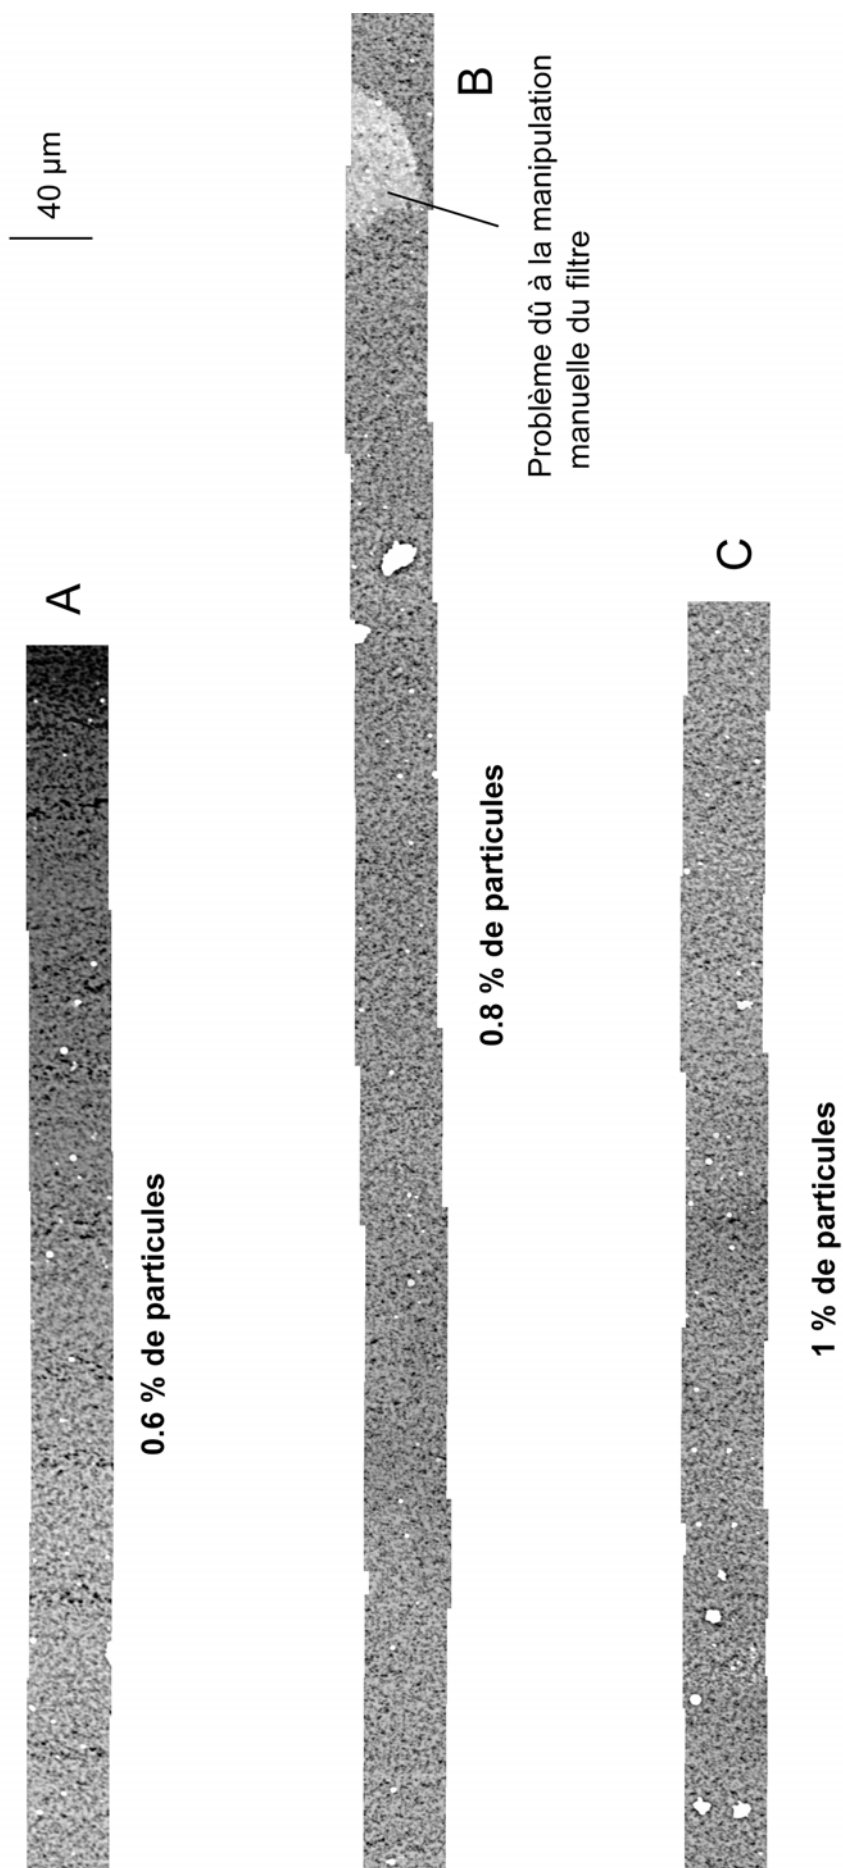 40 µm
A
0.6 % de particules
B
Problème dû à la manipulation
manuelle du filtre
0.8 % de particules
C
1 % de particules